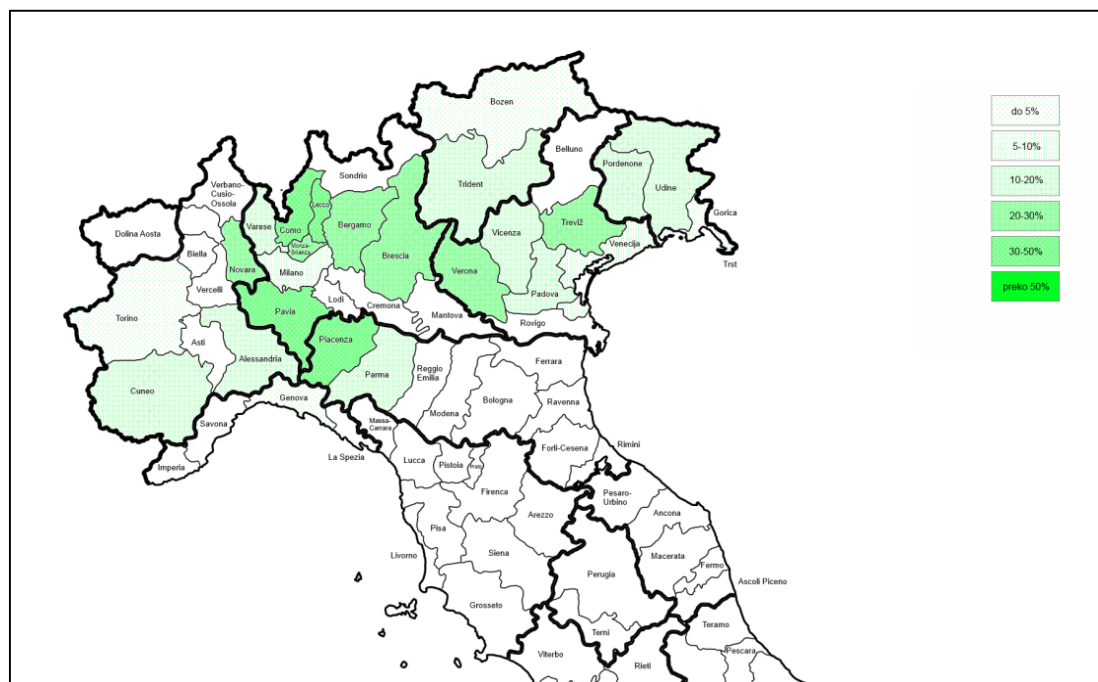 Bozen
do 5%
5-10%
10-20%
20-30%
30-50%
preko 50%
Belluno
Sondrio
Pordenone
Trident
Udine
Verbano-
Cusio-
Ossola
Lecco
Gorica
Varese
Como
Bergamo
Treviž
Dolina Aosta
Vicenza
Venecija
Monza-
Brianza
Biella
Brescia
Trst
Novara
Milano
Verona
Vercelli
Padova
Lodi
Cremona
Pavia
Mantova
Torino
Rovigo
Asti
Piacenza
Alessandria
Ferrara
Reggio
Emilia
Parma
Cuneo
Genova
Bologna
Ravenna
Modena
Savona
Massa-
Carrara
Rimini
Forli-Cesena
La Spezia
Imperia
Lucca
Pistoia
Prato
Firenca
Pesaro-
Urbino
Ancona
Arezzo
Pisa
Livorno
Siena
Macerata
Fermo
Perugia
Ascoli Piceno
Grosseto
Teramo
Terni
Viterbo
Pescara
Rieti